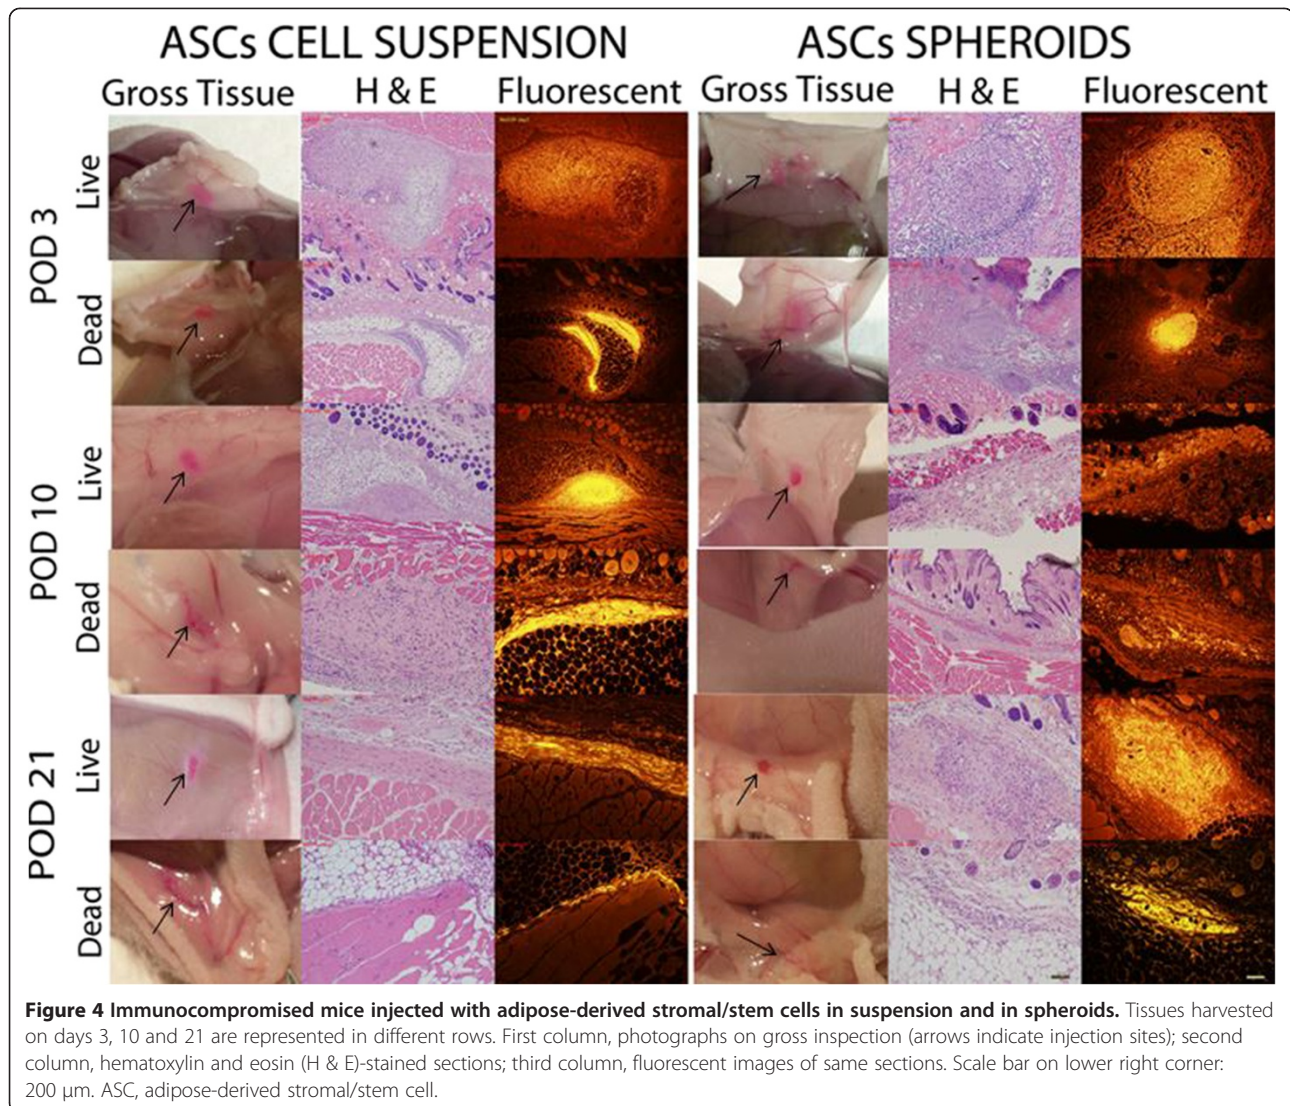 ASCs CELL SUSPENSION
ASCs SPHEROIDS
Gross Tissue
H & E
Fluorescent
Gross Tissue
H & E
Fluorescent
POD 3
Live
Dead
POD 10
Live
Dead
POD 21
Live
Dead
Figure 4 Immunocompromised mice injected with adipose-derived stromal/stem cells in suspension and in spheroids. Tissues harvested
on days 3, 10 and 21 are represented in different rows. First column, photographs on gross inspection (arrows indicate injection sites); second
column, hematoxylin and eosin (H & E)-stained sections; third column, fluorescent images of same sections. Scale bar on lower right corner:
200 μm. ASC, adipose-derived stromal/stem cell.